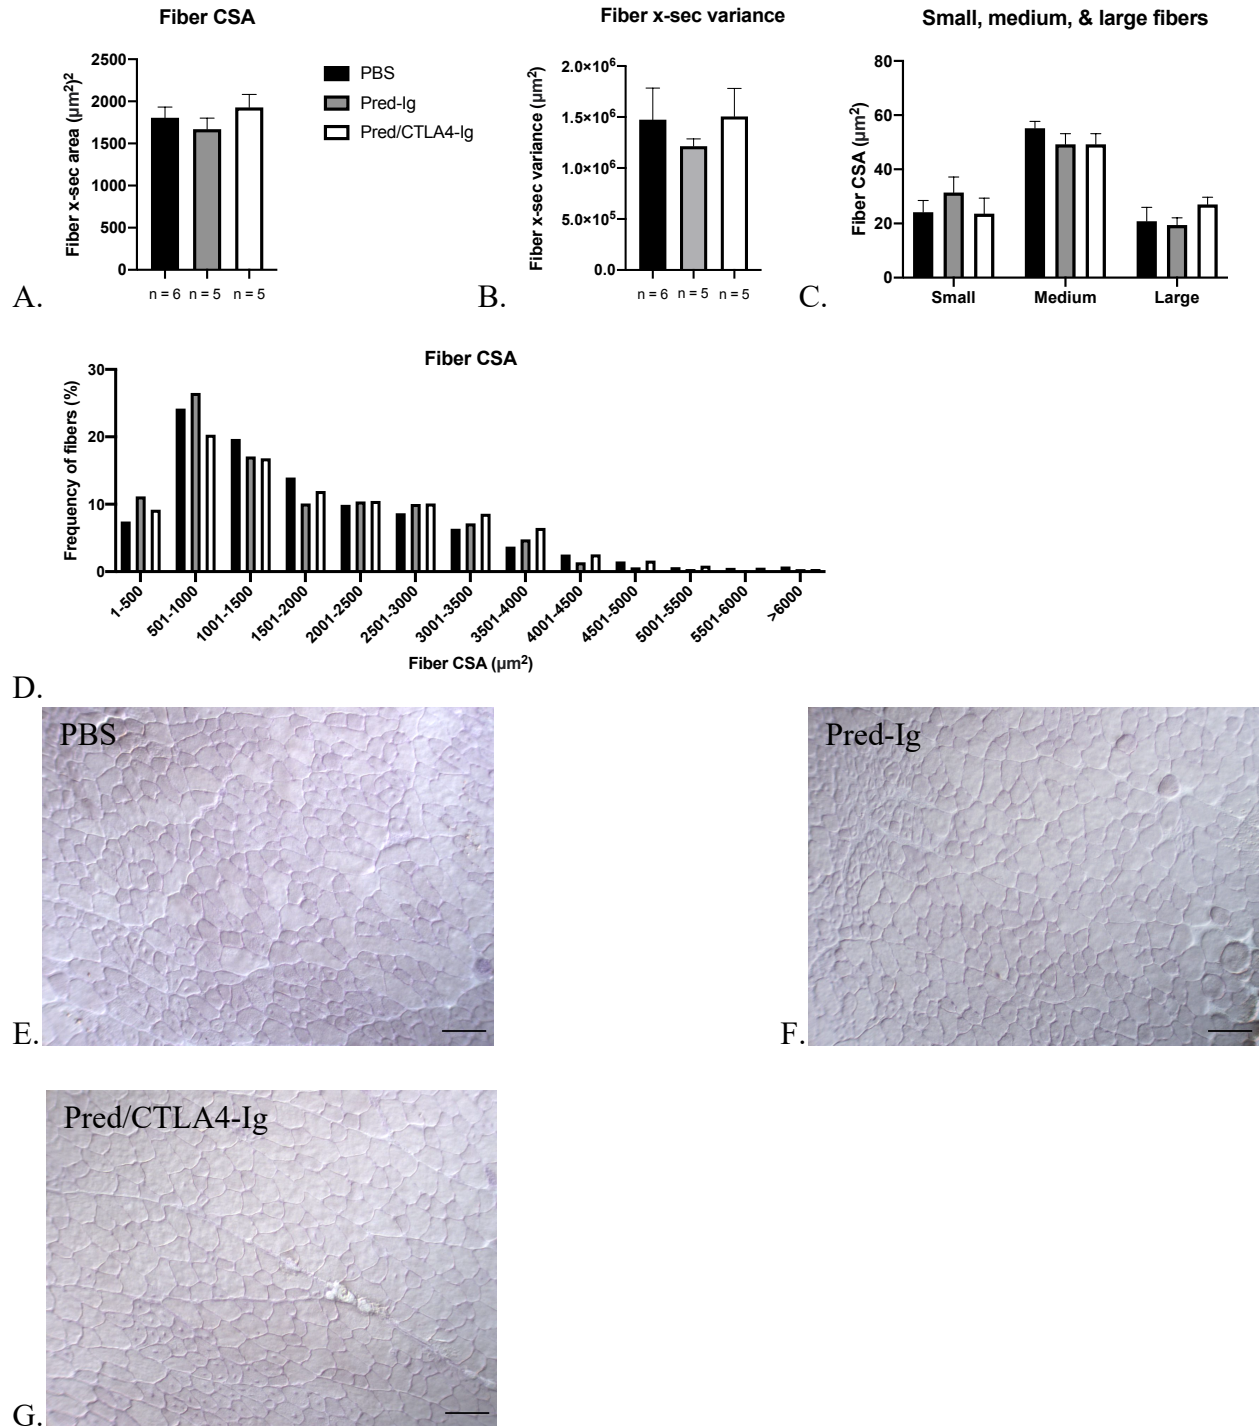 Fiber CSA
Fiber x-sec area (µm²)²
2500
2000
1500
1000
500
0
n = 6 n = 5 n = 5
PBS
Pred-Ig
Pred/CTLA4-Ig
A.
Fiber x-sec variance
Fiber x-sec variance (µm²)
2.0×10⁶
1.5×10⁶
1.0×10⁶
5.0×10⁵
0.0
n = 6 n = 5 n = 5
B.
Small, medium, & large fibers
Fiber CSA (µm²)
80
60
40
20
0
Small Medium Large
C.
Fiber CSA
Frequency of fibers (%)
30
20
10
0
1-500 501-1000 1001-1500 1501-2000 2001-2500 2501-3000 3001-3500 3501-4000 4001-4500 4501-5000 5001-5500 5501-6000 >6000
Fiber CSA (µm²)
D.
PBS
E.
Pred-Ig
F.
Pred/CTLA4-Ig
G.